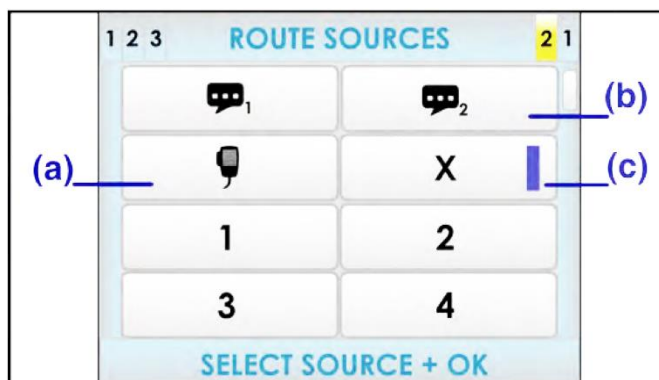 1 2 3 ROUTE SOURCES 2 1
1 2
(b)
(a) X (c)
1 2
3 4
SELECT SOURCE + OK